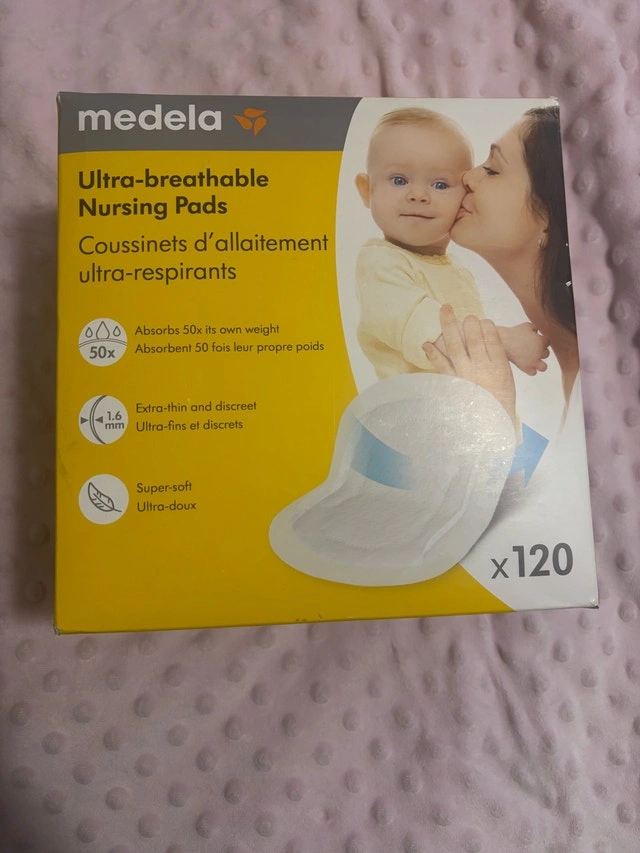 medela
Ultra-breathable
Nursing Pads
Coussinets d'allaitement
ultra-respirants
50x
Absorbs 50x its own weight
Absorbent 50 fois leur propre poids
1.6
mm
Extra-thin and discreet
Ultra-fins et discrets
Super-soft
Ultra-doux
x120